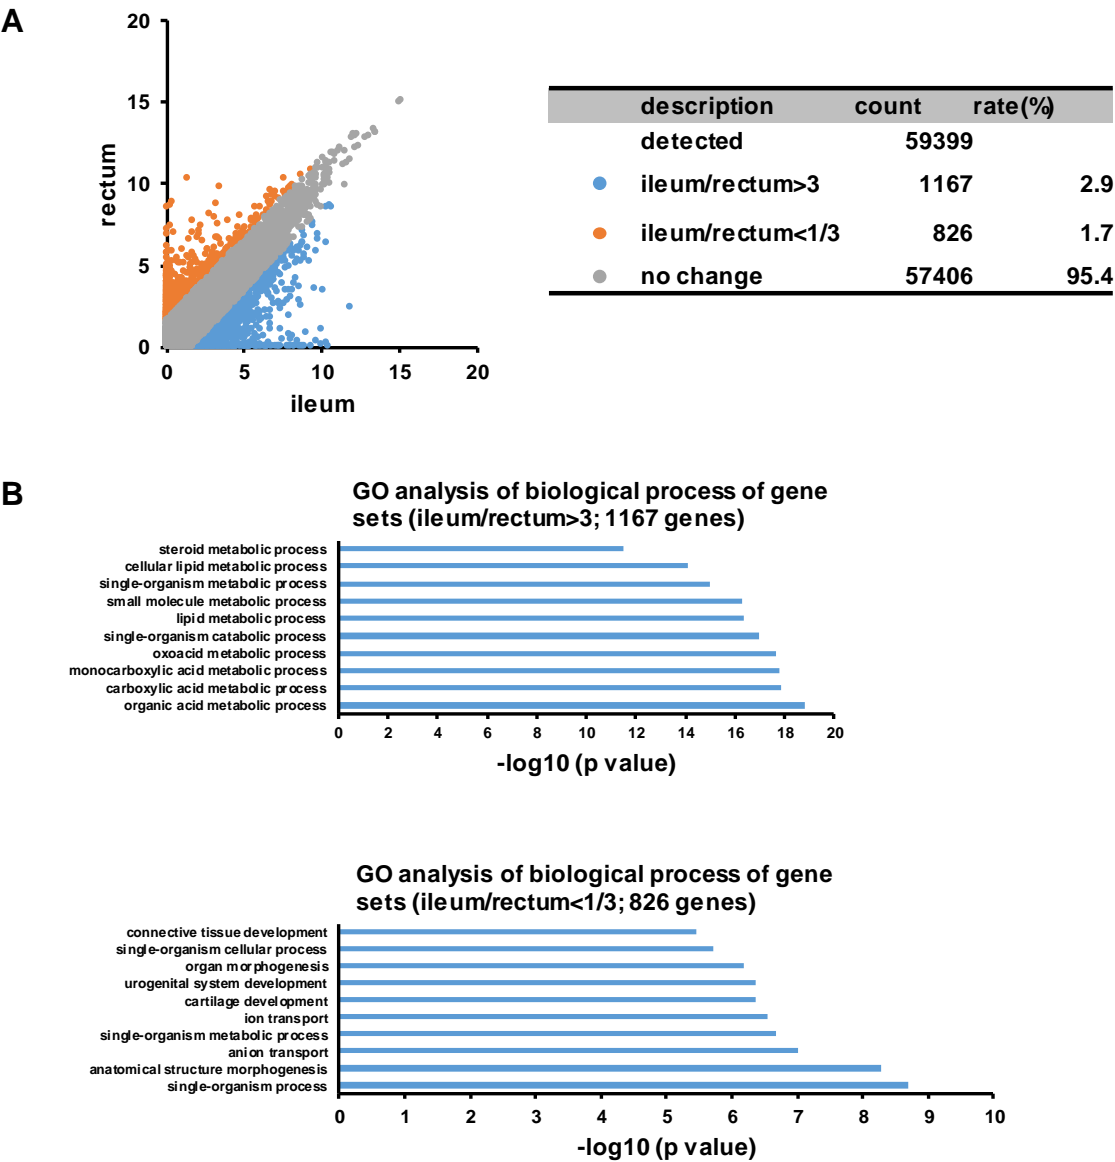 A
20
15
10
5
0
rectum
0 5 10 15 20
ileum
description count rate(%)
detected 59399
ileum/rectum>3 1167 2.9
ileum/rectum<1/3 826 1.7
no change 57406 95.4
B
GO analysis of biological process of gene
sets (ileum/rectum>3; 1167 genes)
steroid metabolic process
cellular lipid metabolic process
single-organism metabolic process
small molecule metabolic process
lipid metabolic process
single-organism catabolic process
oxoacid metabolic process
monocarboxylic acid metabolic process
carboxylic acid metabolic process
organic acid metabolic process
0 2 4 6 8 10 12 14 16 18 20
-log10 (p value)
GO analysis of biological process of gene
sets (ileum/rectum<1/3; 826 genes)
connective tissue development
single-organism cellular process
organ morphogenesis
urogenital system development
cartilage development
ion transport
single-organism metabolic process
anion transport
anatomical structure morphogenesis
single-organism process
0 1 2 3 4 5 6 7 8 9 10
-log10 (p value)